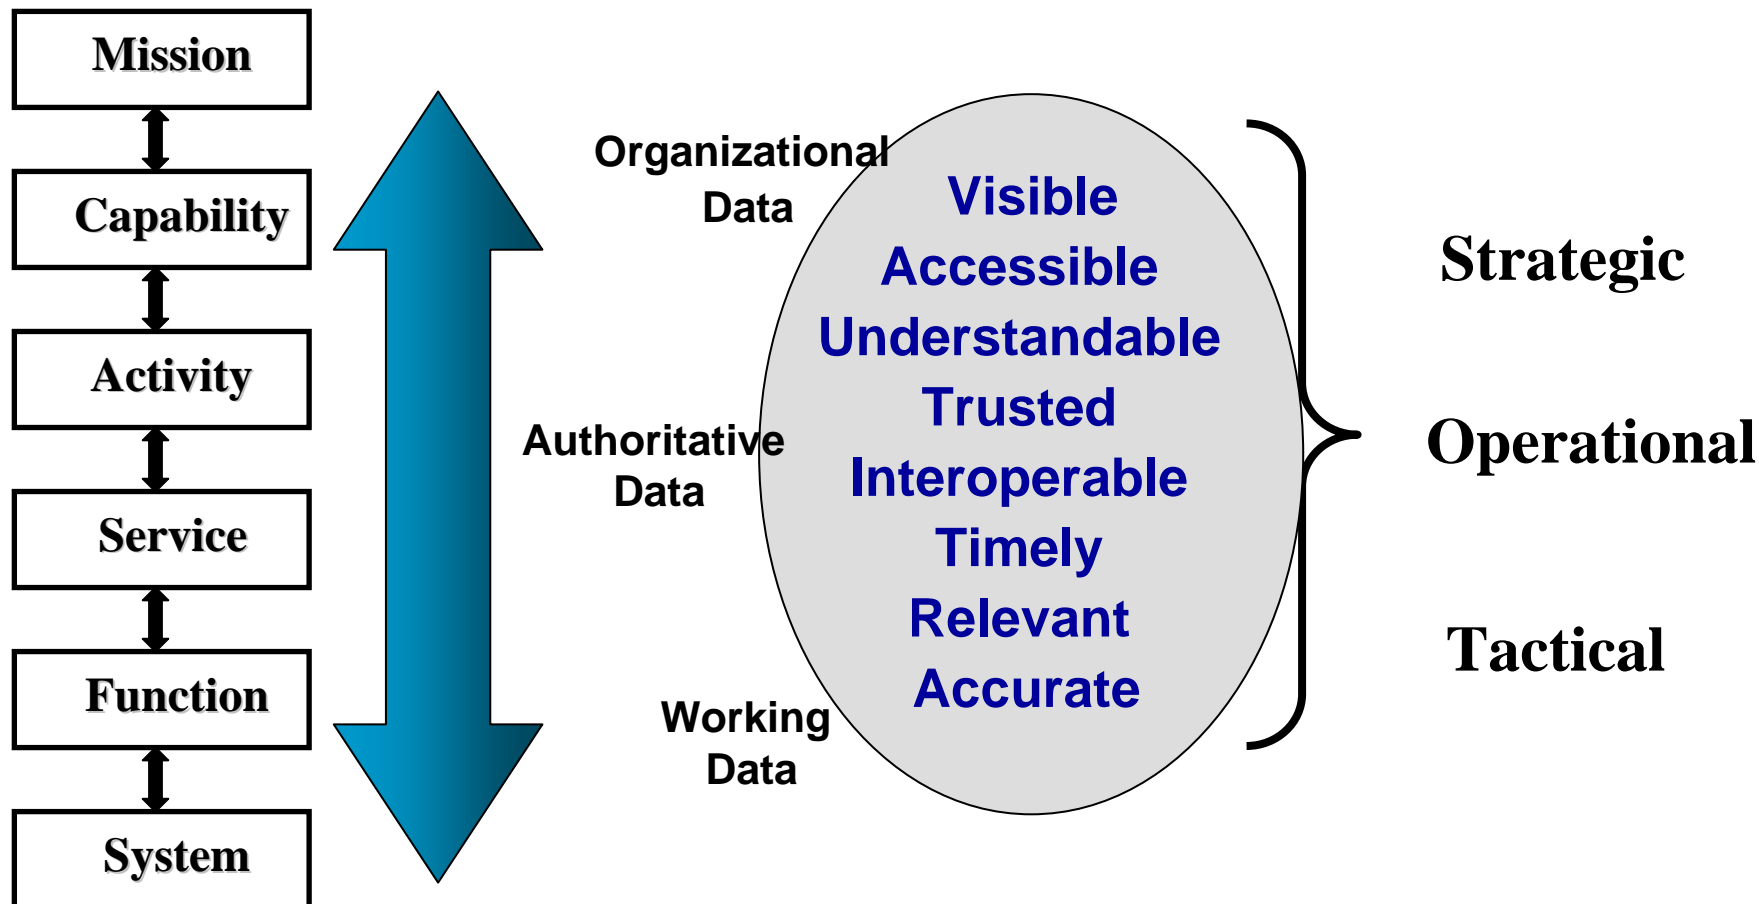 Mission
Capability
Activity
Service
Function
System
Organizational
Data
Authoritative
Data
Working
Data
Visible
Accessible
Understandable
Trusted
Interoperable
Timely
Relevant
Accurate
Strategic
Operational
Tactical